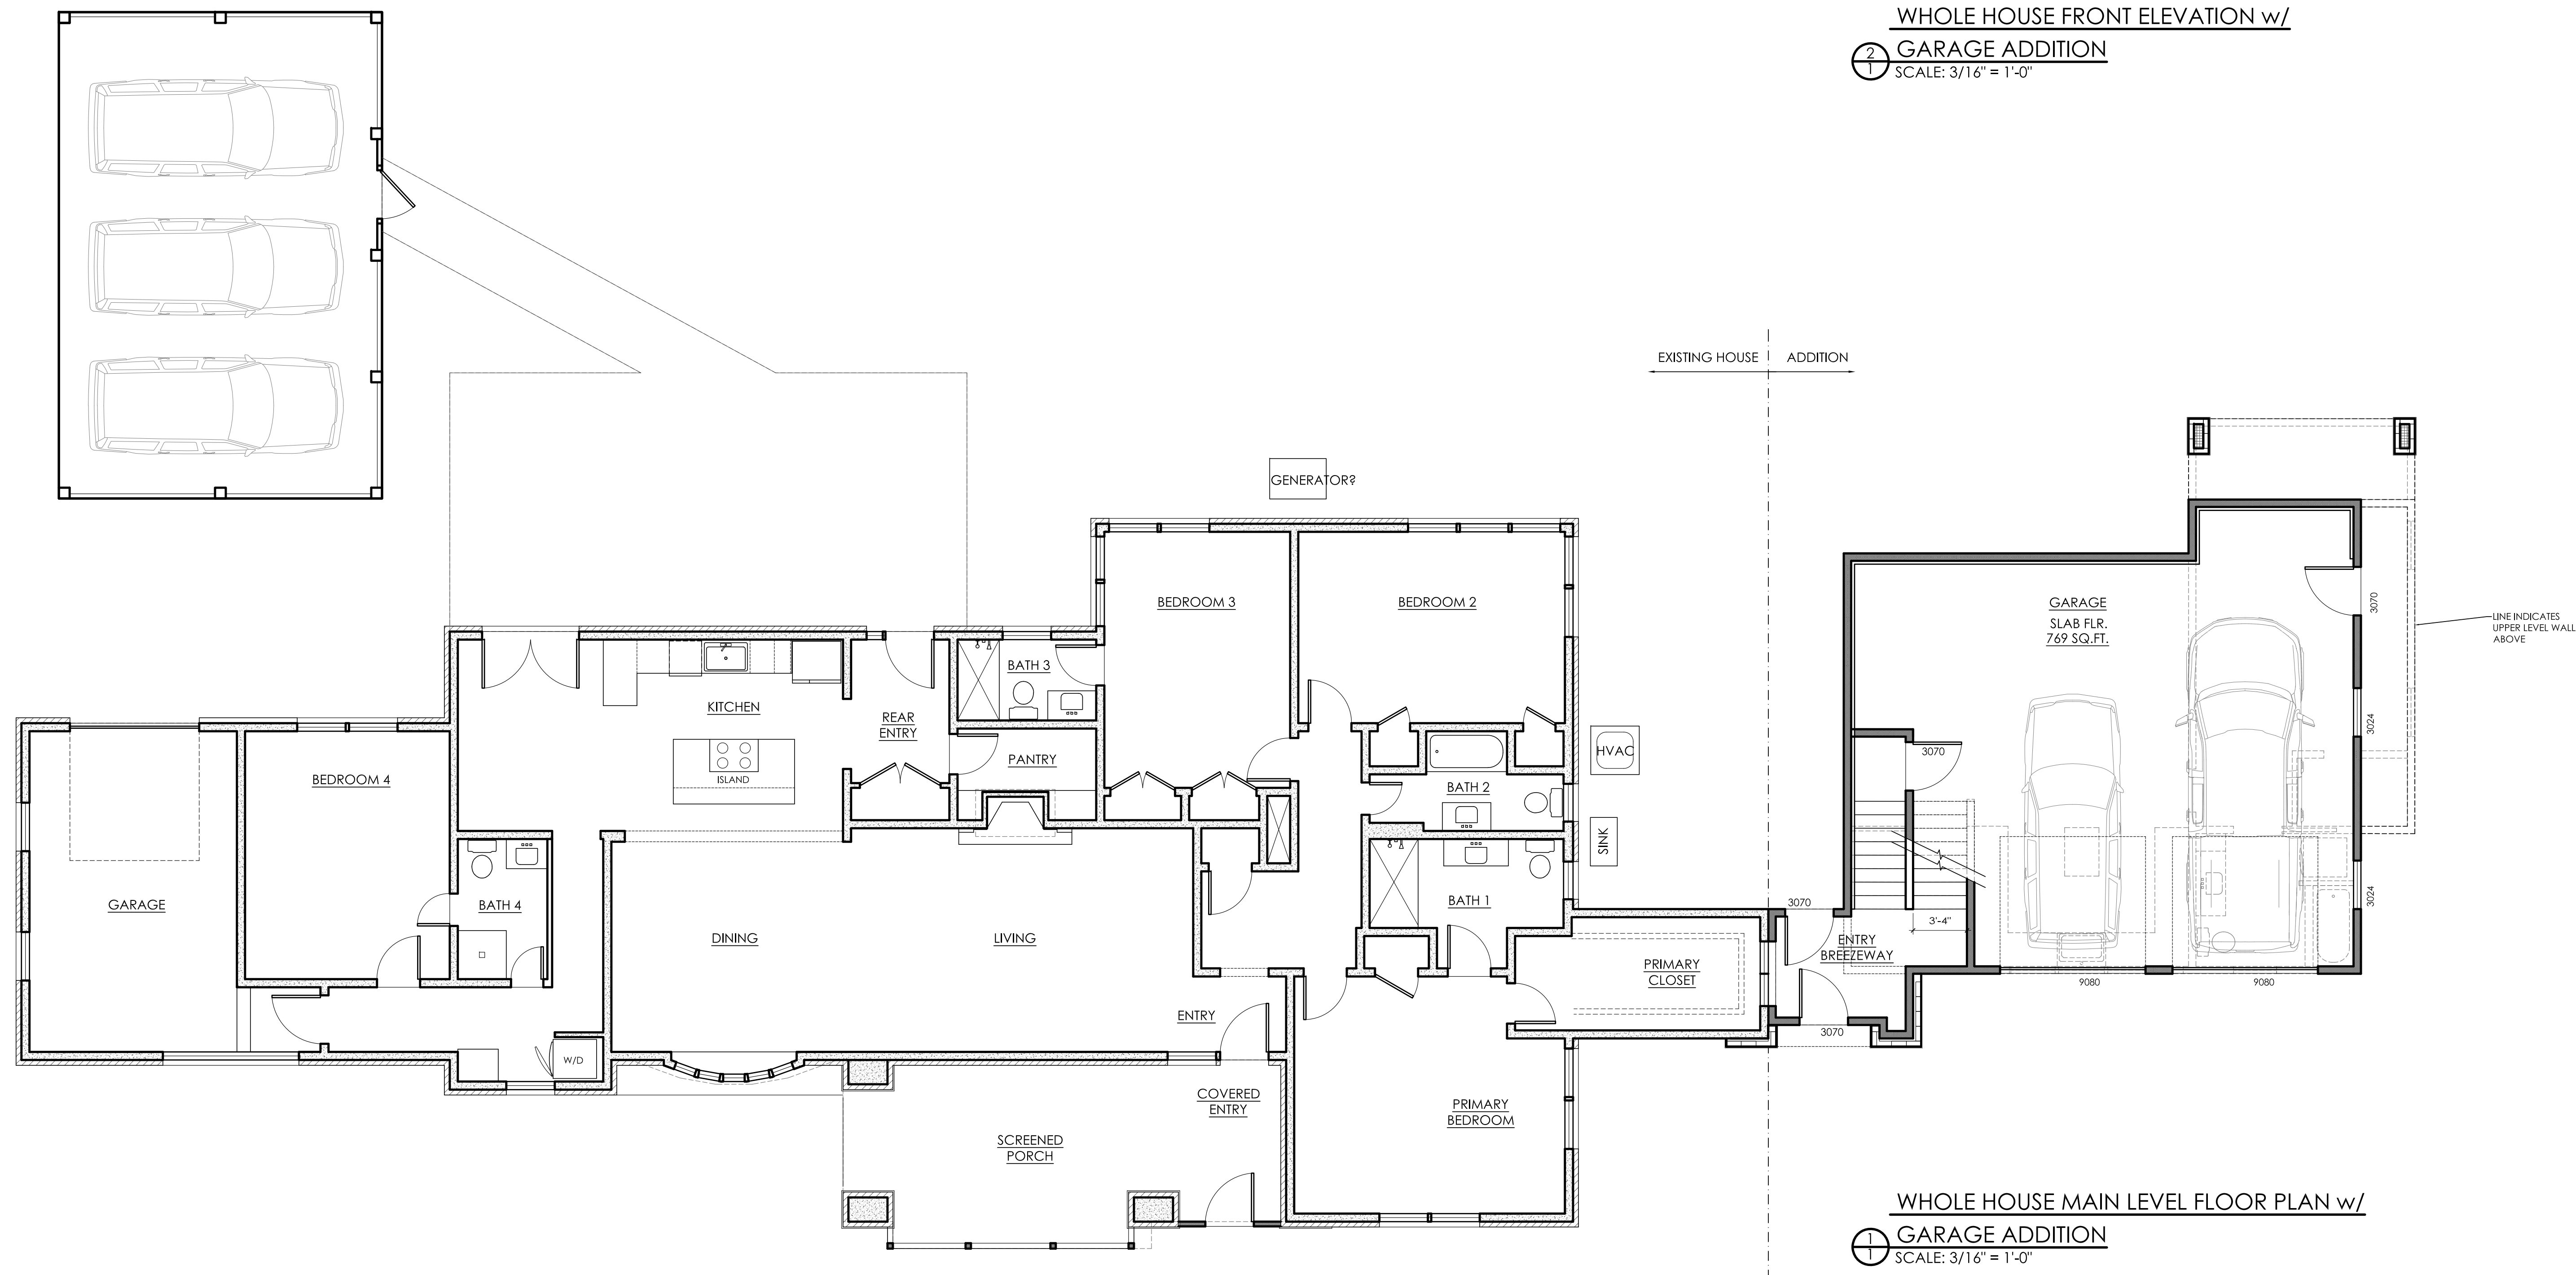 WHOLE HOUSE FRONT ELEVATION w/
2
1
GARAGE ADDITION
SCALE: 3/16" = 1'-0"
EXISTING HOUSE
ADDITION
GENERATOR?
BEDROOM 3
BEDROOM 2
GARAGE
SLAB FLR.
769 SQ.FT.
3070
LINE INDICATES
UPPER LEVEL WALL
ABOVE
BATH 3
KITCHEN
REAR
ENTRY
3024
HVAC
3070
PANTRY
BEDROOM 4
ISLAND
BATH 2
SINK
3024
GARAGE
BATH 4
BATH 1
3070
3'-4"
DINING
LIVING
ENTRY
BREEZEWAY
PRIMARY
CLOSET
9080
9080
ENTRY
3070
W/D
COVERED
ENTRY
PRIMARY
BEDROOM
SCREENED
PORCH
WHOLE HOUSE MAIN LEVEL FLOOR PLAN w/
1
1
GARAGE ADDITION
SCALE: 3/16" = 1'-0"